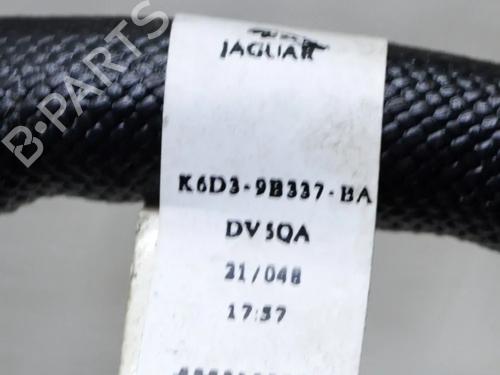 JAGUAR
B-PARTS
K6D3-9B337-BA
DV5QA
21/048
17:57